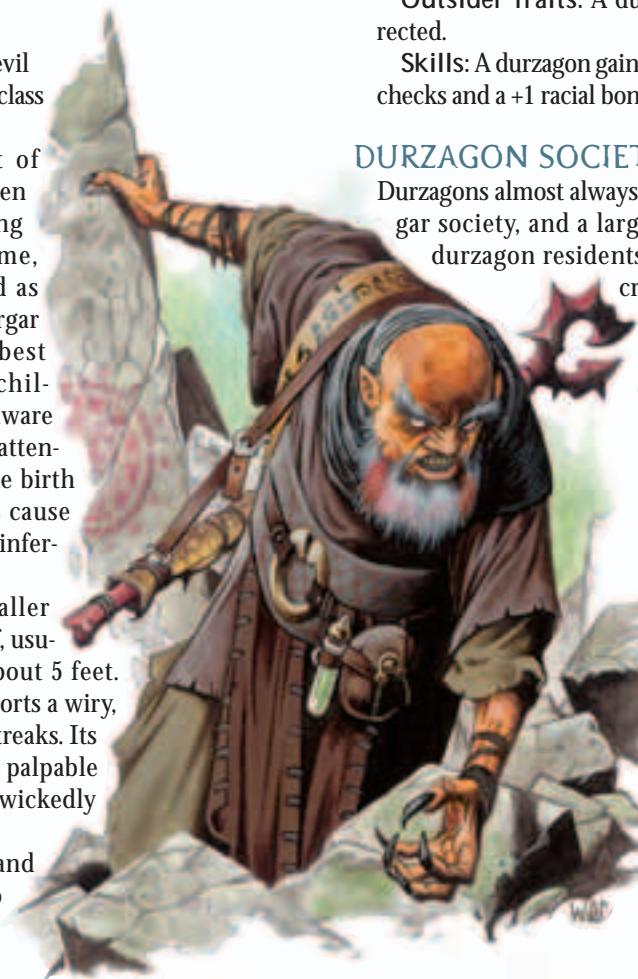 evil
class
t of
en
ng
me,
d as
rgar
best
chil-
ware
atten-
e birth
cause
infer-
aller
f, usu-
bout 5 feet.
orts a wiry,
treaks. Its
palpable
wickedly
and
Outsider Traits: A du
rected.
Skills: A durzagon gain
checks and a +1 racial bon
DURZAGON SOCIET
Durzagons almost always
gar society, and a larg
durzagon residents
cr